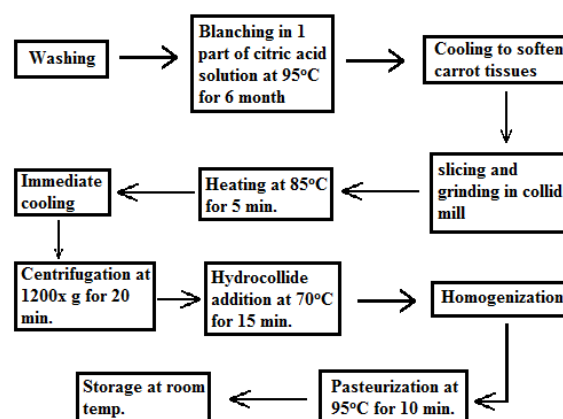 Washing
Blanching in 1
part of citric acid
solution at 95°C
for 6 month
Cooling to soften
carrot tissues
slicing and
grinding in collid
mill
Heating at 85°C
for 5 min.
Immediate
cooling
Centrifugation at
1200x g for 20
min.
Hydrocollide
addition at 70°C
for 15 min.
Homogenization
Pasteurization at
95°C for 10 min.
Storage at room
temp.